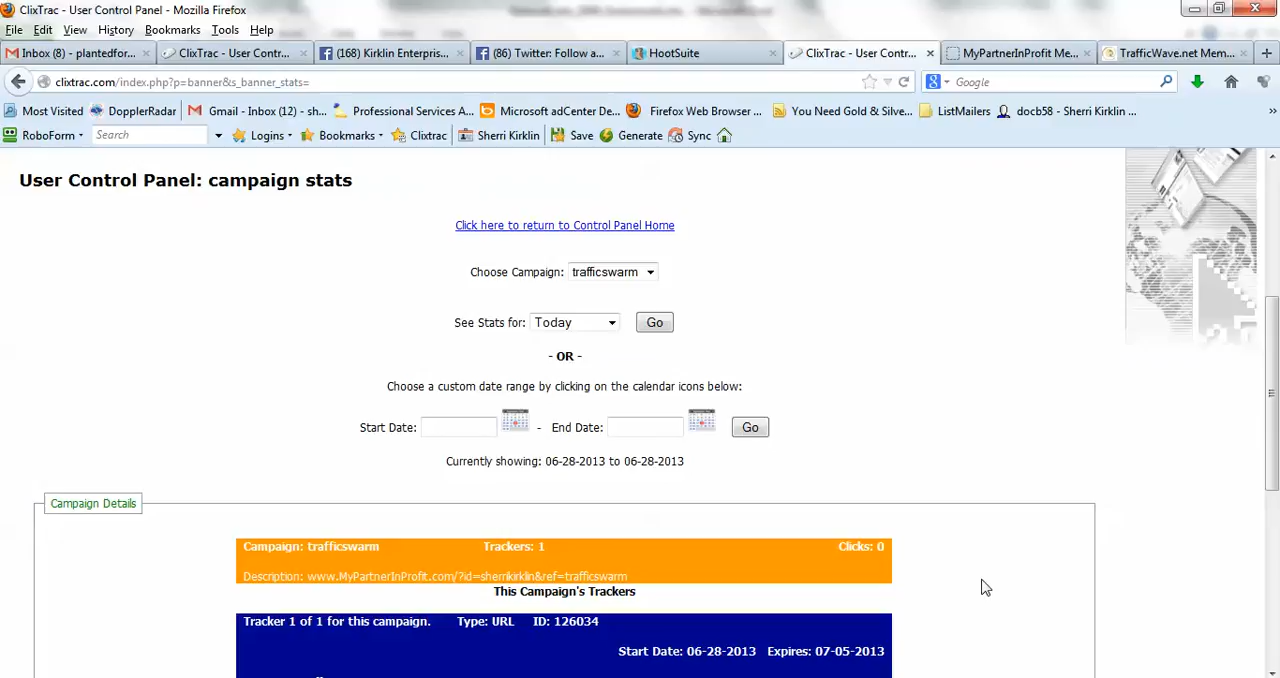 ClixTrac - User Control Panel - Mozilla Firefox
File Edit View History Bookmarks Tools Help
Inbox (8) - plantedfor... × ClixTrac - User Contr... × (168) Kirklin Enterpris... × (86) Twitter: Follow a... × HootSuite × ClixTrac - User Contr... × MyPartnerInProfit Me... × TrafficWave.net Mem... × +
clixtrac.com/index.php?p=banner&s_banner_stats= Google
Most Visited DopplerRadar Gmail - Inbox (12) - sh... Professional Services A... Microsoft adCenter De... Firefox Web Browser ... You Need Gold & Silve... ListMailers docb58 - Sherri Kirklin ... »
RoboForm Search Logins Bookmarks Clixtrac Sherri Kirklin Save Generate Sync
User Control Panel: campaign stats
Click here to return to Control Panel Home
Choose Campaign: trafficswarm
See Stats for: Today Go
- OR -
Choose a custom date range by clicking on the calendar icons below:
Start Date: - End Date: Go
Currently showing: 06-28-2013 to 06-28-2013
Campaign Details
Campaign: trafficswarm Trackers: 1 Clicks: 0
Description: www.MyPartnerInProfit.com/?id=sherrikirklin&ref=trafficswarm
This Campaign's Trackers
Tracker 1 of 1 for this campaign. Type: URL ID: 126034
Start Date: 06-28-2013 Expires: 07-05-2013